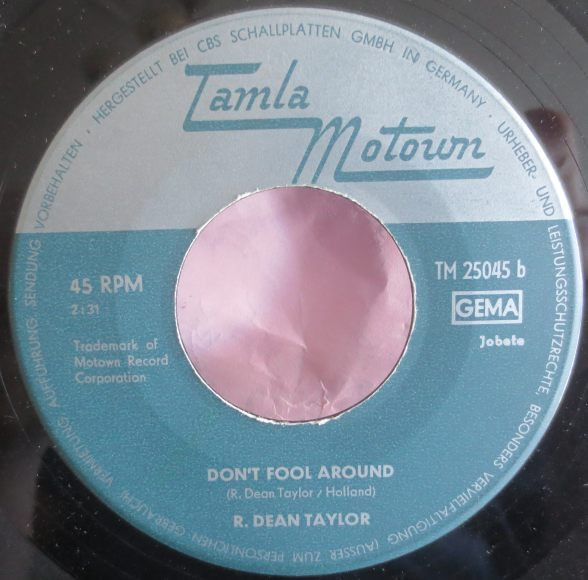 HERGESTELLT BEI CBS SCHALLPLATTEN GMBH IN GERMANY · URHEBER- UND LEISTUNGSSCHUTZRECHTE, BESONDERS VERVIELFÄLTIGUNG (AUSSER ZUM PERSÖNLICHEN GEBRAUCH), VERMIETUNG, AUFFÜHRUNG, SENDUNG VORBEHALTEN ·
Tamla
Motown
45 RPM
2:31
Trademark of
Motown Record
Corporation
TM 25045 b
GEMA
Jobete
DON'T FOOL AROUND
(R. Dean Taylor / Holland)
R. DEAN TAYLOR